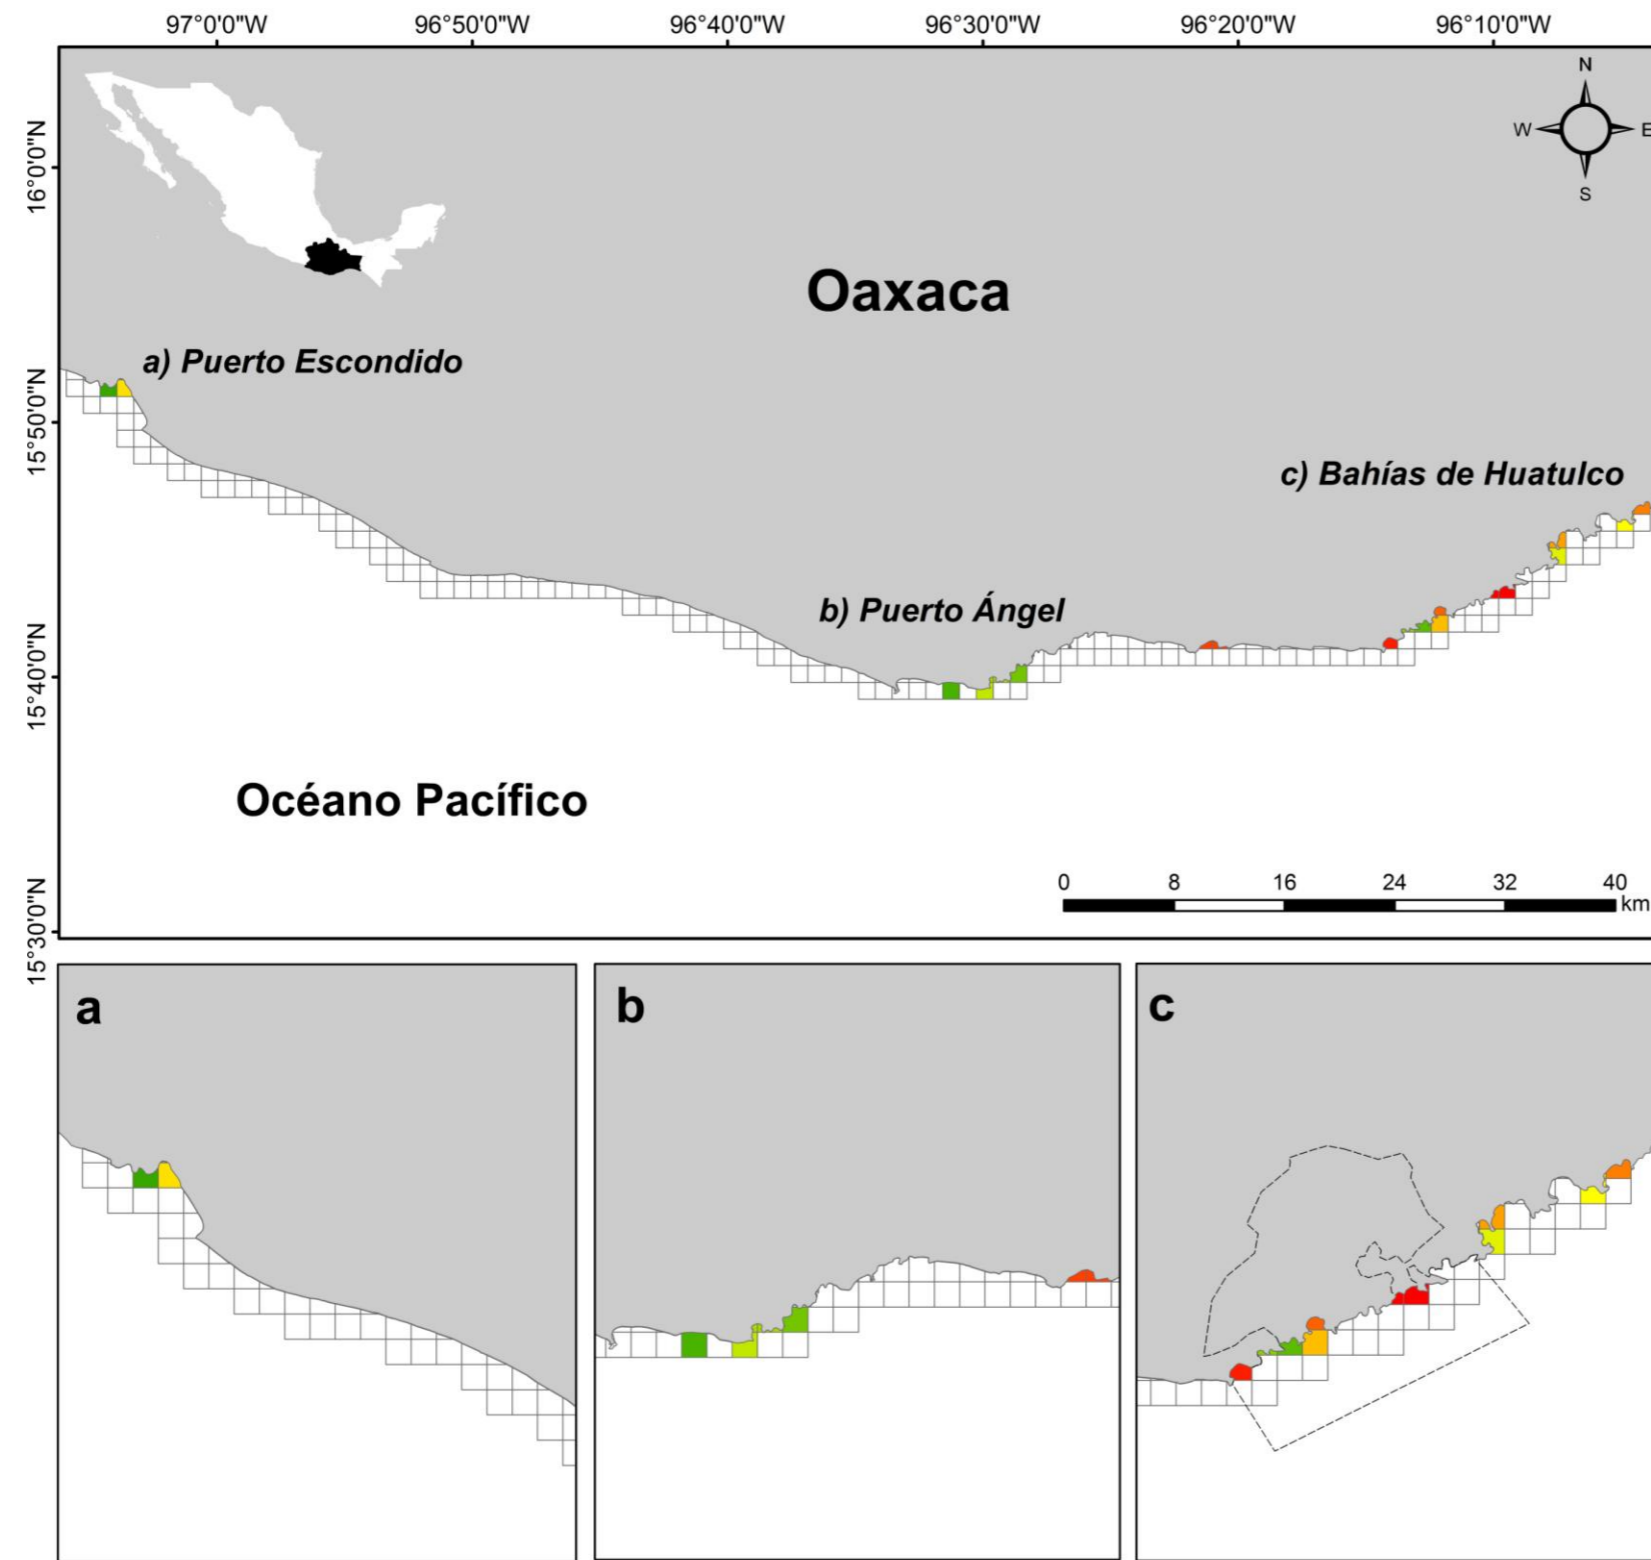 97°0'0"W
96°50'0"W
96°40'0"W
96°30'0"W
96°20'0"W
96°10'0"W
N
W
E
S
16°0'0"N
15°50'0"N
15°40'0"N
15°30'0"N
Oaxaca
a) Puerto Escondido
c) Bahías de Huatulco
b) Puerto Ángel
Océano Pacífico
0 8 16 24 32 40
km
a
b
c